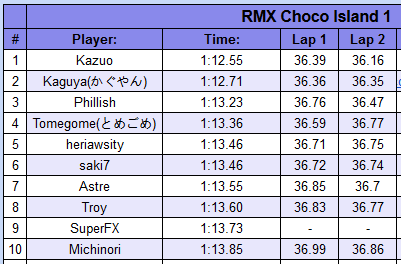 RMX Choco Island 1
# Player: Time: Lap 1 Lap 2
1 Kazuo 1:12.55 36.39 36.16
2 Kaguya(かぐやん) 1:12.71 36.36 36.35
3 Phillish 1:13.23 36.76 36.47
4 Tomegome(とめごめ) 1:13.36 36.59 36.77
5 heriawsity 1:13.46 36.71 36.75
6 saki7 1:13.46 36.72 36.74
7 Astre 1:13.55 36.85 36.7
8 Troy 1:13.60 36.83 36.77
9 SuperFX 1:13.73 - -
10 Michinori 1:13.85 36.99 36.86